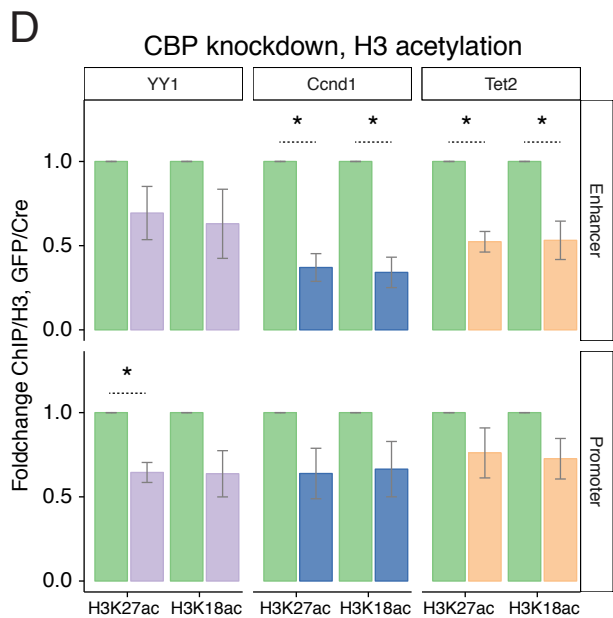 D
CBP knockdown, H3 acetylation
YY1 Ccnd1 Tet2
Foldchange ChIP/H3, GFP/Cre
* * * *
1.0
0.5
0.0
Enhancer
*
1.0
0.5
0.0
Promoter
H3K27ac H3K18ac H3K27ac H3K18ac H3K27ac H3K18ac